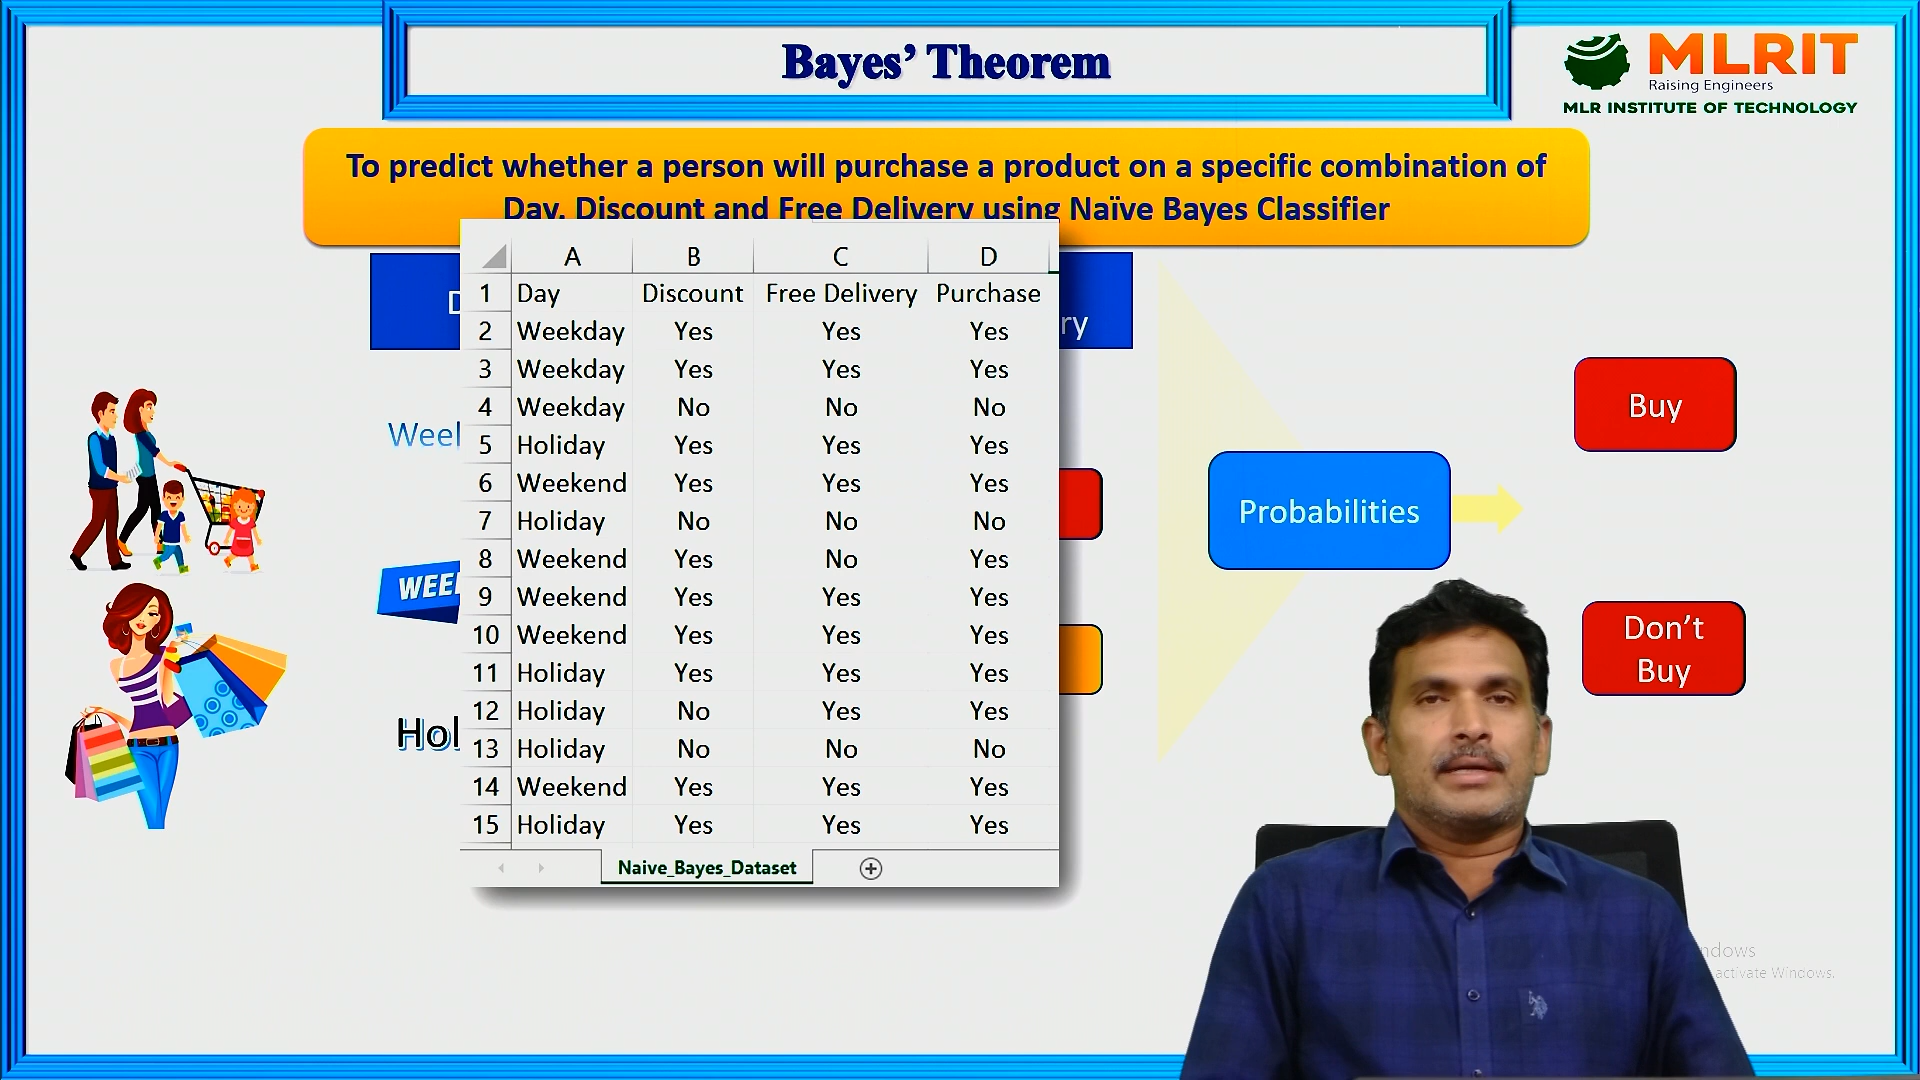 Bayes’ Theorem
MLRIT
Raising Engineers
MLR INSTITUTE OF TECHNOLOGY
To predict whether a person will purchase a product on a specific combination of
Day, Discount and Free Delivery using Naïve Bayes Classifier
A B C D
1 Day Discount Free Delivery Purchase
2 Weekday Yes Yes Yes
3 Weekday Yes Yes Yes
4 Weekday No No No
5 Holiday Yes Yes Yes
6 Weekend Yes Yes Yes
7 Holiday No No No
8 Weekend Yes No Yes
9 Weekend Yes Yes Yes
10 Weekend Yes Yes Yes
11 Holiday Yes Yes Yes
12 Holiday No Yes Yes
13 Holiday No No No
14 Weekend Yes Yes Yes
15 Holiday Yes Yes Yes
Naive_Bayes_Dataset
Probabilities
Buy
Don’t
Buy
activate Windows.